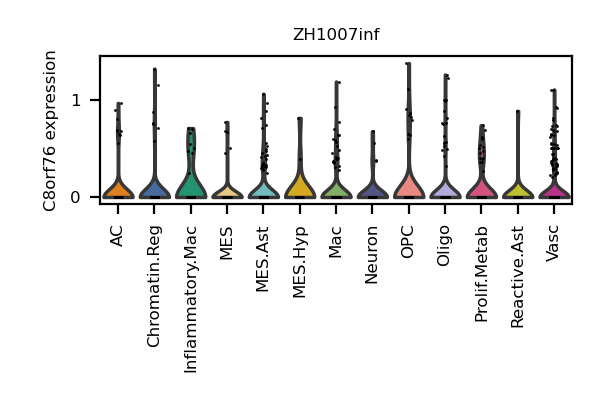 ZH1007inf
C8orf76 expression
1
0
AC
Chromatin.Reg
Inflammatory.Mac
MES
MES.Ast
MES.Hyp
Mac
Neuron
OPC
Oligo
Prolif.Metab
Reactive.Ast
Vasc